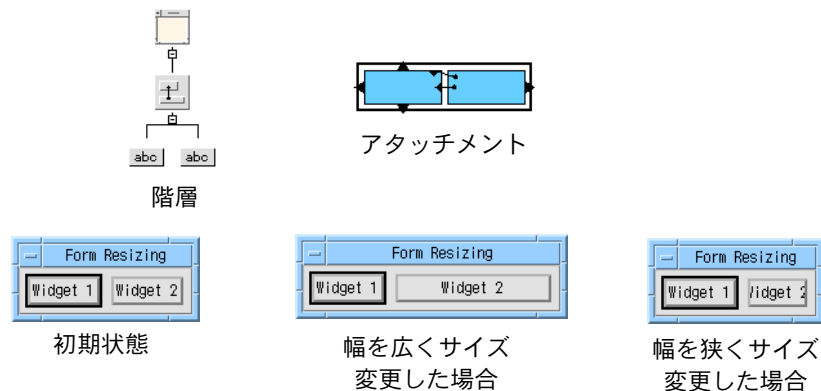 abc
abc
階層
アタッチメント
Form Resizing
Widget 1
Widget 2
初期状態
Form Resizing
Widget 1
Widget 2
幅を広くサイズ
変更した場合
Form Resizing
Widget 1
idget 2
幅を狭くサイズ
変更した場合